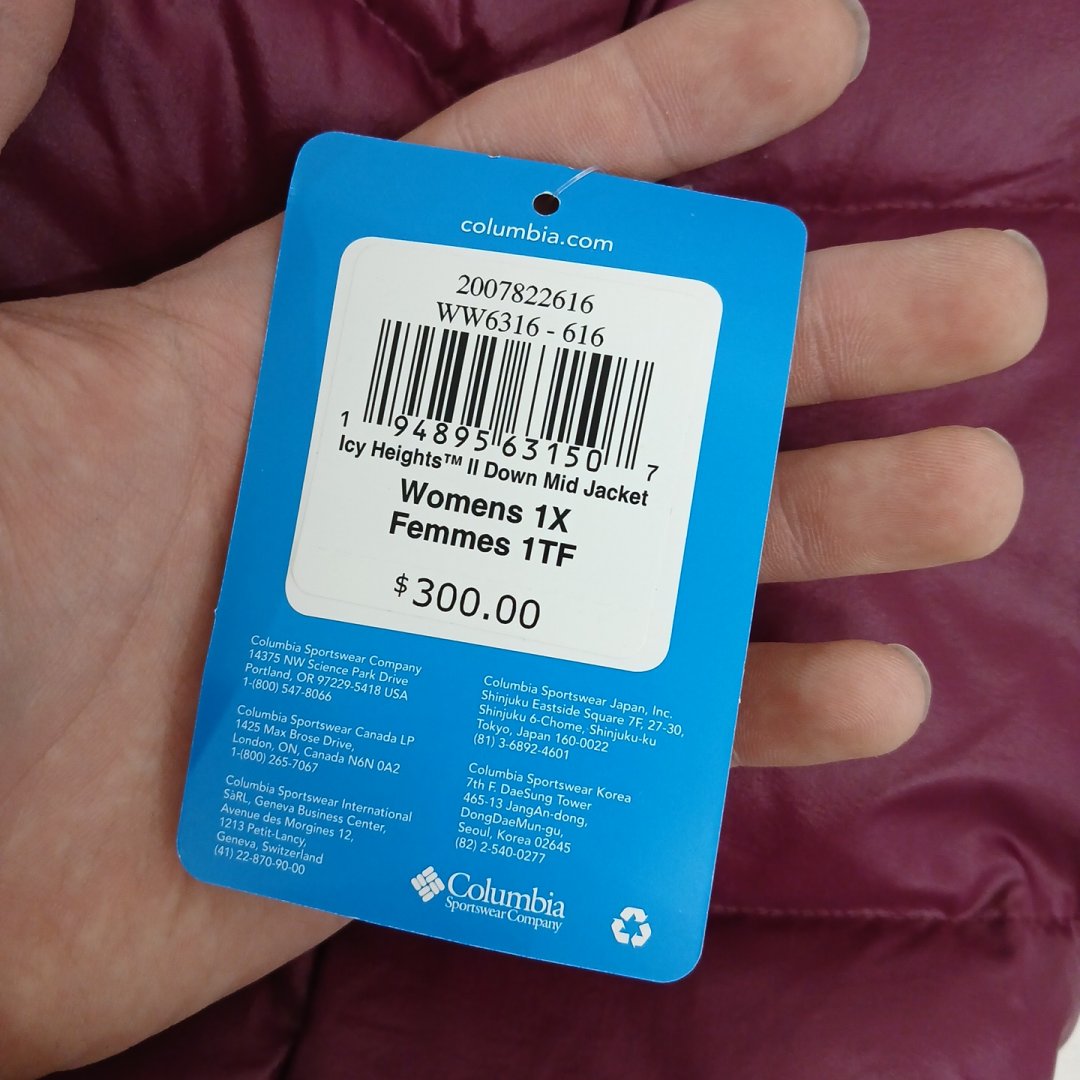 columbia.com
2007822616
WW6316 - 616
1 94895 63150 7
Icy Heights™ II Down Mid Jacket
Womens 1X
Femmes 1TF
$300.00
Columbia Sportswear Company
14375 NW Science Park Drive
Portland, OR 97229-5418 USA
1-(800) 547-8066
Columbia Sportswear Canada LP
1425 Max Brose Drive,
London, ON, Canada N6N 0A2
1-(800) 265-7067
Columbia Sportswear International
SàRL, Geneva Business Center,
Avenue des Morgines 12,
1213 Petit-Lancy,
Geneva, Switzerland
(41) 22-870-90-00
Columbia Sportswear Japan, Inc.
Shinjuku Eastside Square 7F, 27-30,
Shinjuku 6-Chome, Shinjuku-ku
Tokyo, Japan 160-0022
(81) 3-6892-4601
Columbia Sportswear Korea
7th F. DaeSung Tower
465-13 JangAn-dong,
DongDaeMun-gu,
Seoul, Korea 02645
(82) 2-540-0277
Columbia
Sportswear Company